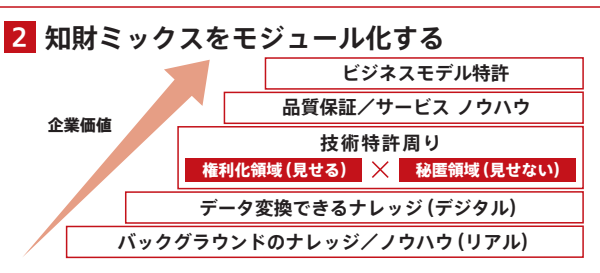 2 知財ミックスをモジュール化する
ビジネスモデル特許
品質保証／サービス ノウハウ
企業価値
技術特許周り
権利化領域(見せる) × 秘匿領域(見せない)
データ変換できるナレッジ(デジタル)
バックグラウンドのナレッジ／ノウハウ(リアル)